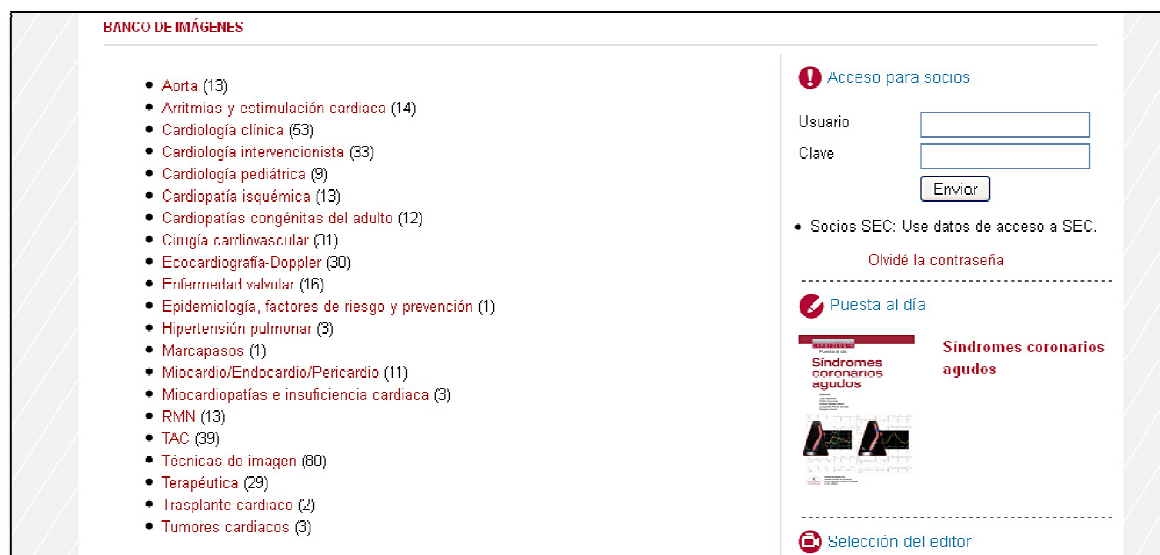 BANCO DE IMÁGENES
Aorta (13)
Arritmias y estimulación cardiaca (14)
Cardiología clínica (53)
Cardiología intervencionista (33)
Cardiología pediátrica (9)
Cardiopatía isquémica (13)
Cardiopatías congénitas del adulto (12)
Cirugía cardiovascular (31)
Ecocardiografía-Doppler (30)
Enfermedad valvular (16)
Epidemiología, factores de riesgo y prevención (1)
Hipertensión pulmonar (3)
Marcapasos (1)
Miocardio/Endocardio/Pericardio (11)
Miocardiopatías e insuficiencia cardiaca (3)
RMN (13)
TAC (39)
Técnicas de imagen (80)
Terapéutica (29)
Trasplante cardiaco (2)
Tumores cardiacos (3)
Acceso para socios
Usuario
Clave
Enviar
Socios SEC: Use datos de acceso a SEC.
Olvidé la contraseña
Puesta al día
CARDIOLOGÍA
Puesta al día
Síndromes
coronarios
agudos
Síndromes coronarios
agudos
Selección del editor